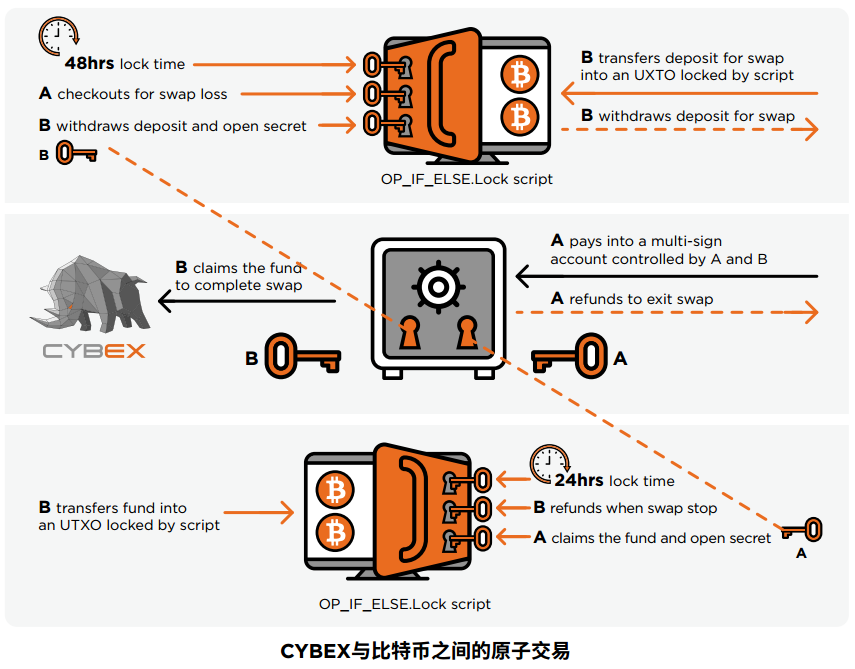 48hrs lock time
A checkouts for swap loss
B withdraws deposit and open secret
B
B transfers deposit for swap
into an UXTO locked by script
B withdraws deposit for swap
OP_IF_ELSE.Lock script
B claims the fund
to complete swap
CYBEX
A pays into a multi-sign
account controlled by A and B
A refunds to exit swap
B
A
B transfers fund into
an UTXO locked by script
24hrs lock time
B refunds when swap stop
A claims the fund and open secret
A
OP_IF_ELSE.Lock script
CYBEX与比特币之间的原子交易